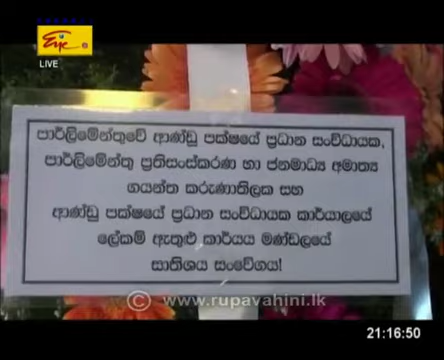 Eye
LIVE
පාර්ලිමේන්තුවේ ආණ්ඩු පක්ෂයේ ප්‍රධාන සංවිධායක,
පාර්ලිමේන්තු ප්‍රතිසංස්කරණ හා ජනමාධ්‍ය අමාත්‍ය
ගයන්ත කරුණාතිලක සහ
ආණ්ඩු පක්ෂයේ ප්‍රධාන සංවිධායක කාර්යාලයේ
ලේකම් ඇතුළු කාර්යය මණ්ඩලයේ
සාතිශය සංවේගය!
© www.rupavahini.lk
21:16:50